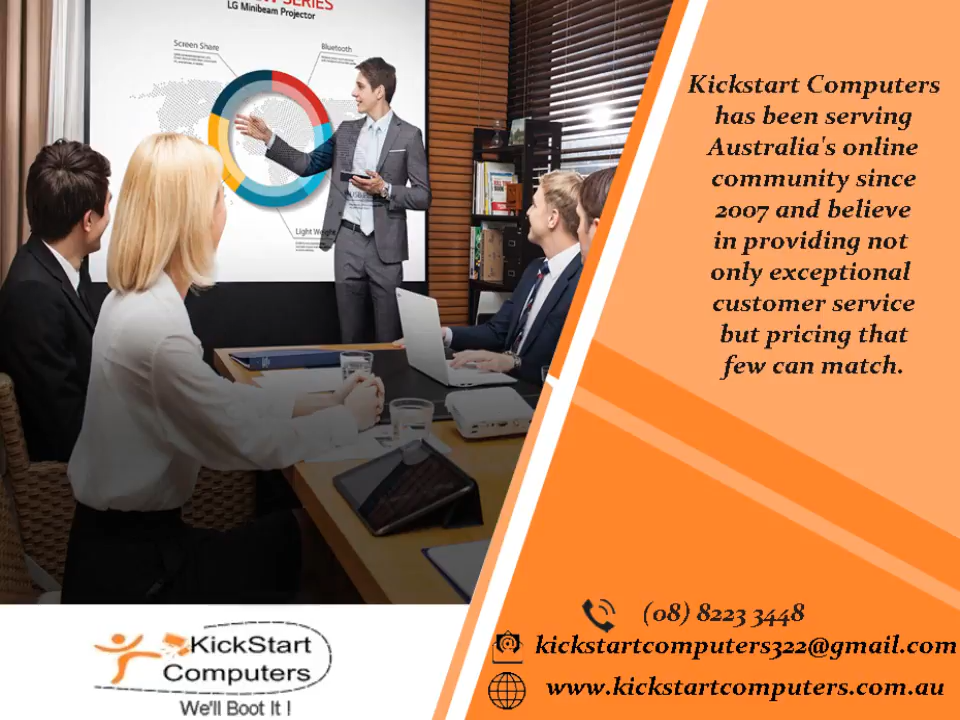 SERIES
LG Minibeam Projector
Screen Share
Bluetooth
Light Weight
Kickstart Computers
has been serving
Australia's online
community since
2007 and believe
in providing not
only exceptional
customer service
but pricing that
few can match.
(08) 8223 3448
kickstartcomputers322@gmail.com
www.kickstartcomputers.com.au
KickStart
Computers
We'll Boot It !